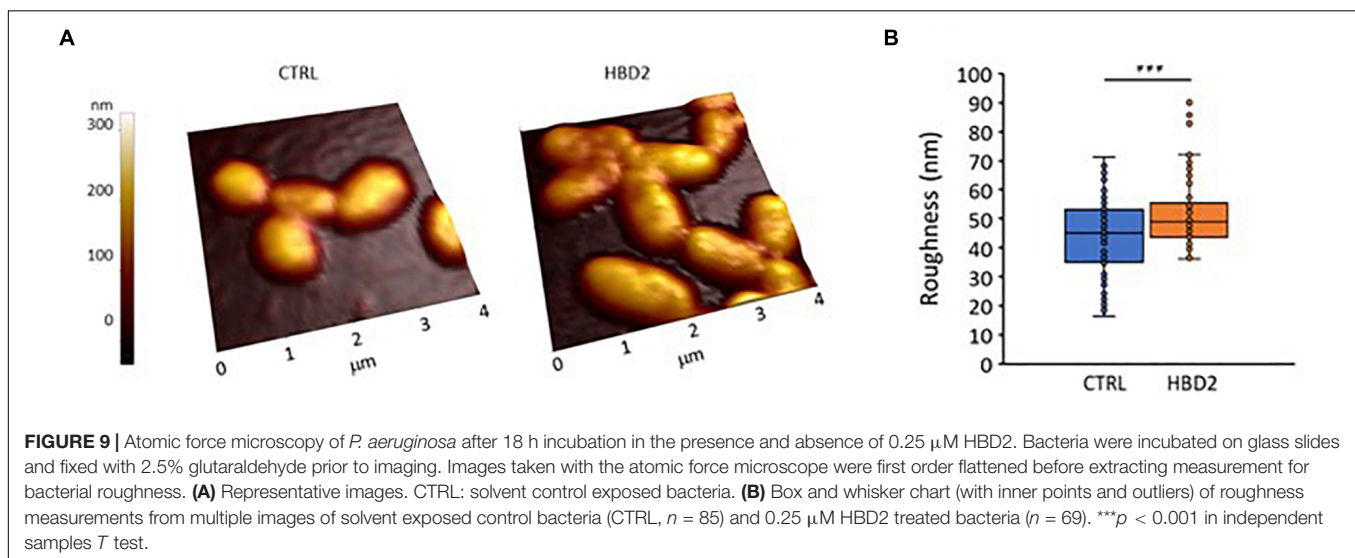 A
B
CTRL
HBD2
nm
300
200
100
0
0
1
2
3
4
μm
0
1
2
3
4
μm
***
100
90
80
70
60
50
40
30
20
10
0
Roughness (nm)
CTRL
HBD2
FIGURE 9 | Atomic force microscopy of P. aeruginosa after 18 h incubation in the presence and absence of 0.25 μM HBD2. Bacteria were incubated on glass slides
and fixed with 2.5% glutaraldehyde prior to imaging. Images taken with the atomic force microscope were first order flattened before extracting measurement for
bacterial roughness. (A) Representative images. CTRL: solvent control exposed bacteria. (B) Box and whisker chart (with inner points and outliers) of roughness
measurements from multiple images of solvent exposed control bacteria (CTRL, n = 85) and 0.25 μM HBD2 treated bacteria (n = 69). ***p < 0.001 in independent
samples T test.